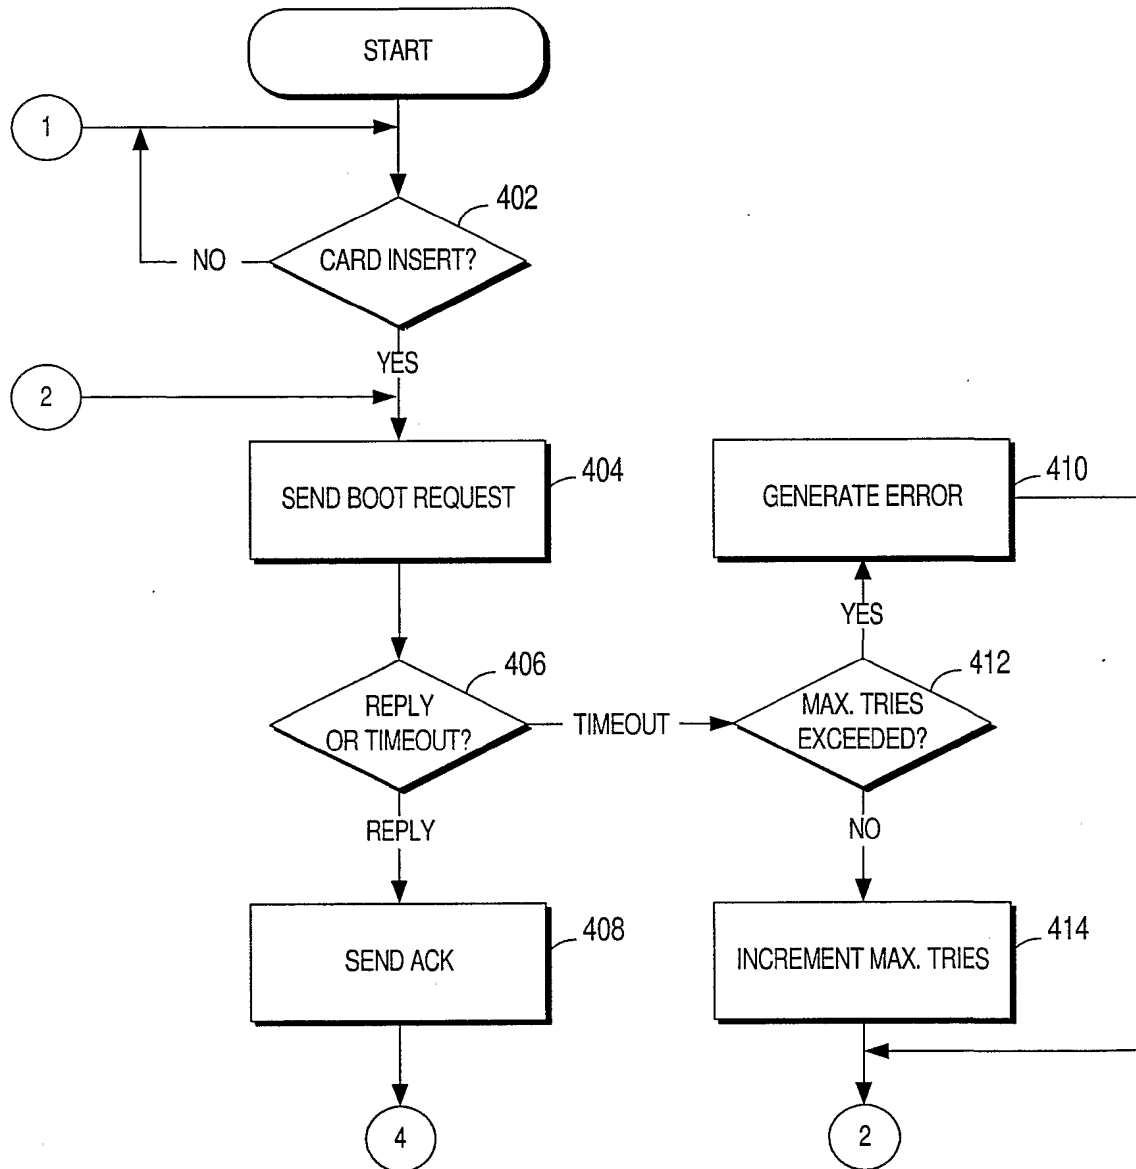 START
1
402
CARD INSERT?
NO
YES
2
404
SEND BOOT REQUEST
410
GENERATE ERROR
YES
406
REPLY
OR TIMEOUT?
TIMEOUT
412
MAX. TRIES
EXCEEDED?
REPLY
NO
408
SEND ACK
414
INCREMENT MAX. TRIES
4
2